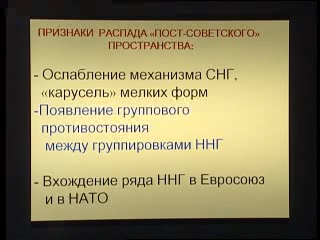 ПРИЗНАКИ РАСПАДА «ПОСТ-СОВЕТСКОГО»
ПРОСТРАНСТВА:
- Ослабление механизма СНГ,
«карусель» мелких форм
-Появление группового
противостояния
между группировками ННГ
- Вхождение ряда ННГ в Евросоюз
и в НАТО